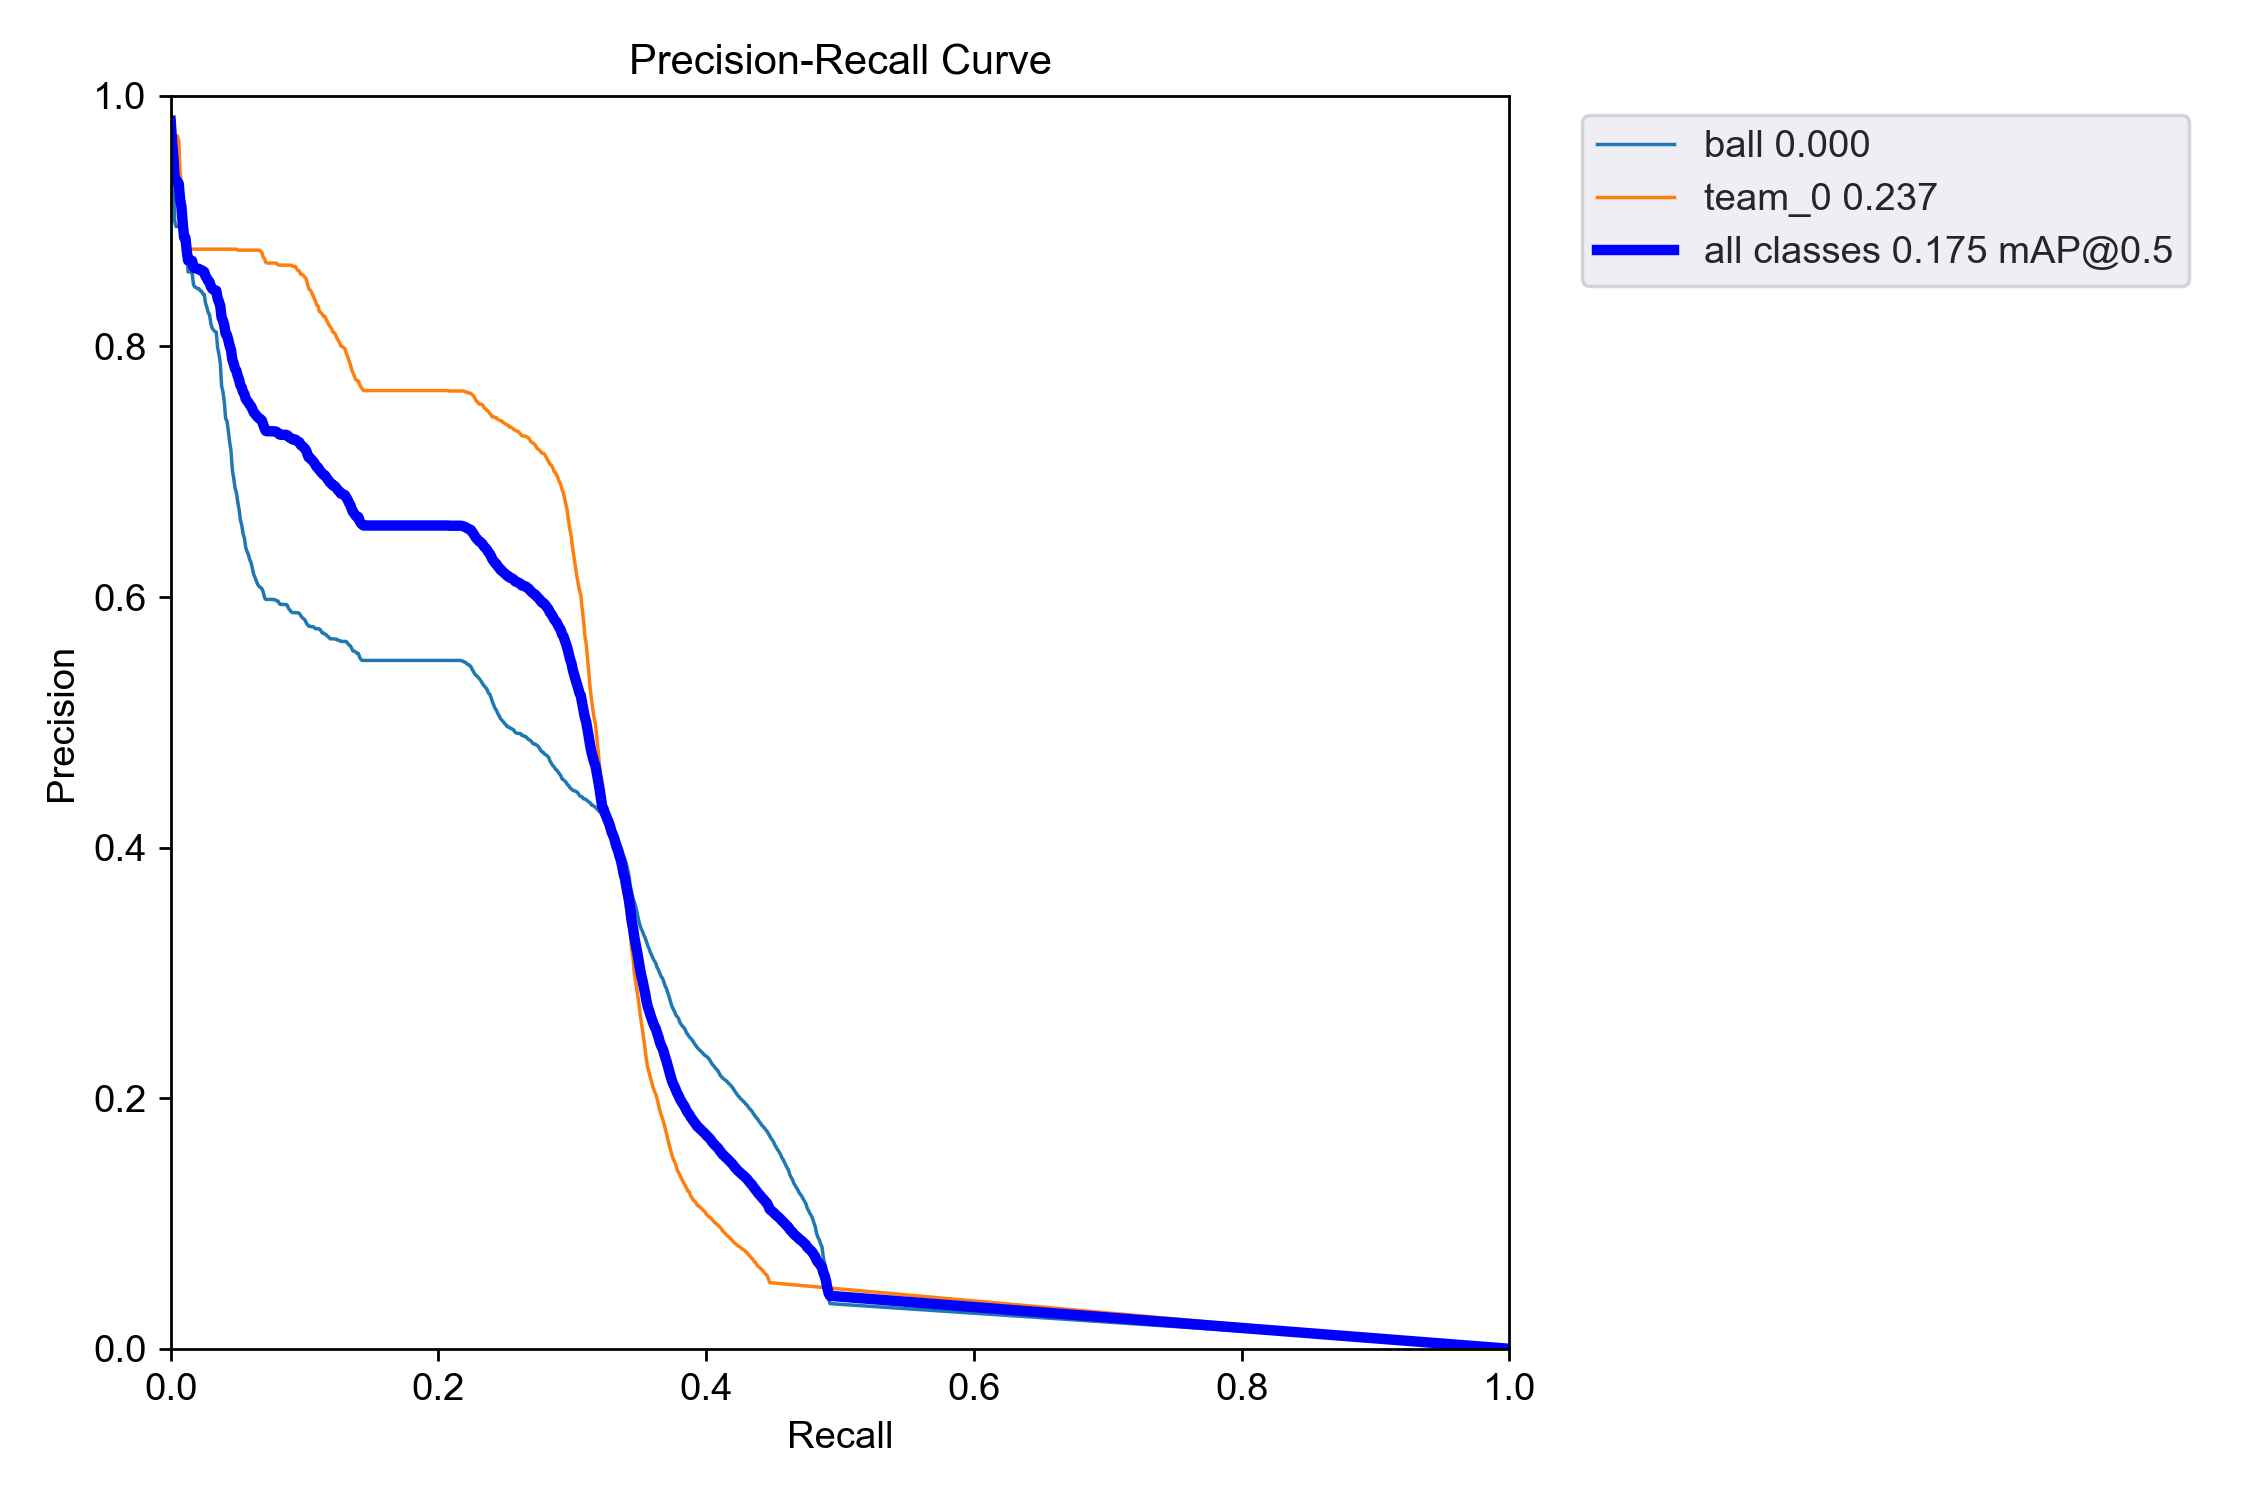 Precision-Recall Curve
1.0
0.8
0.6
0.4
0.2
0.0
Precision
0.0 0.2 0.4 0.6 0.8 1.0
Recall
ball 0.000
team_0 0.237
all classes 0.175 mAP@0.5